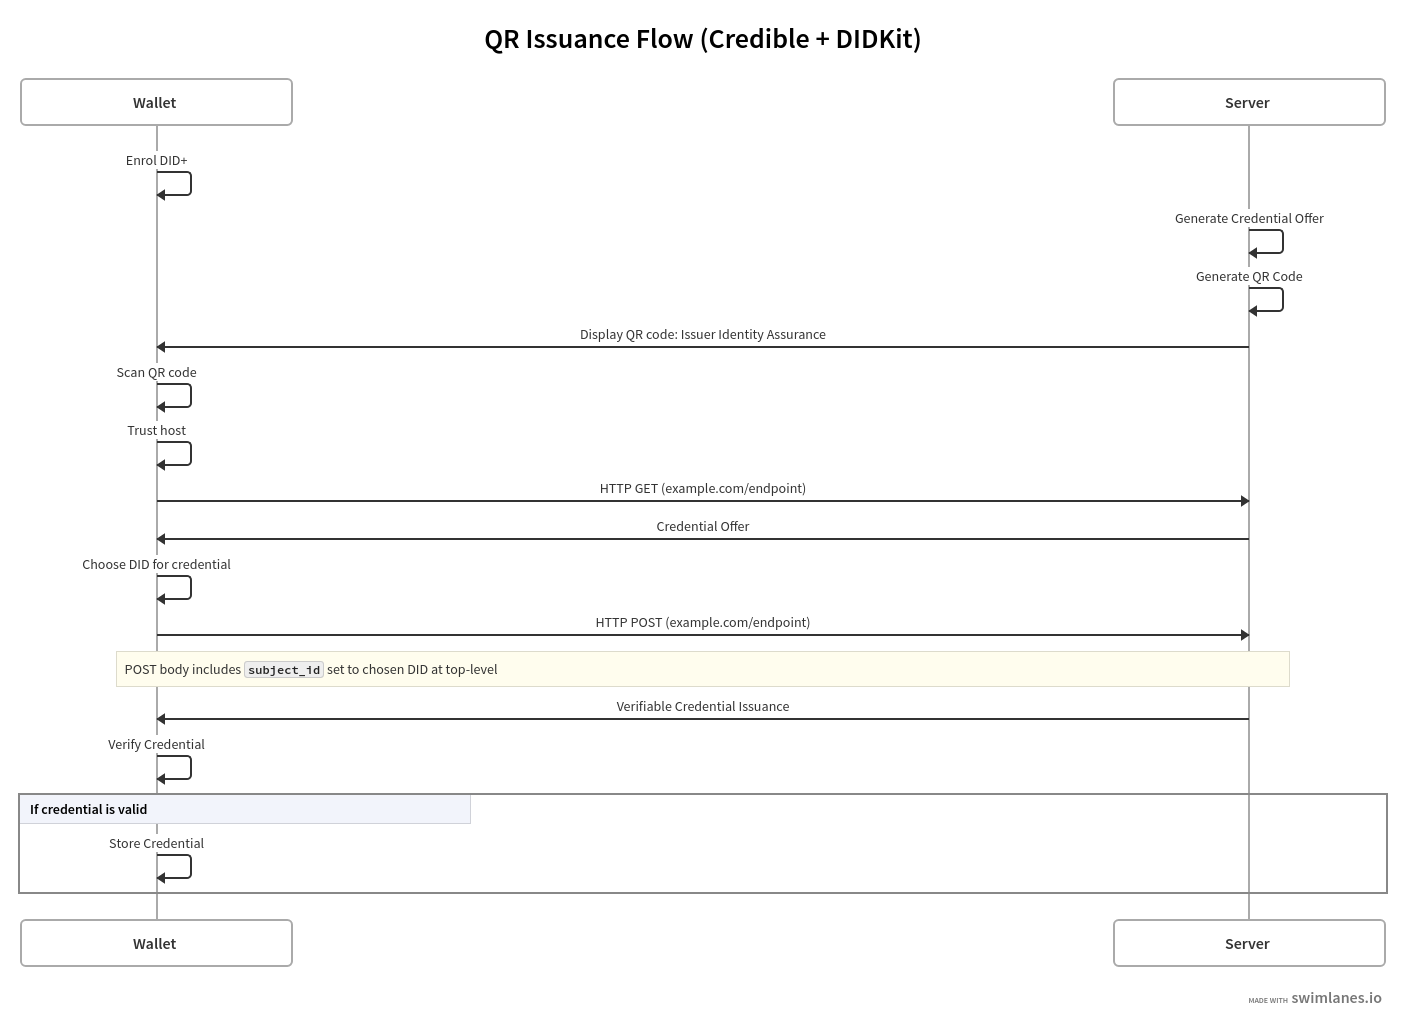 QR Issuance Flow (Credible + DIDKit)
Wallet
Server
Enrol DID+
Generate Credential Offer
Generate QR Code
Display QR code: Issuer Identity Assurance
Scan QR code
Trust host
HTTP GET (example.com/endpoint)
Credential Offer
Choose DID for credential
HTTP POST (example.com/endpoint)
POST body includes subject_id set to chosen DID at top-level
Verifiable Credential Issuance
Verify Credential
If credential is valid
Store Credential
Wallet
Server
MADE WITH swimlanes.io